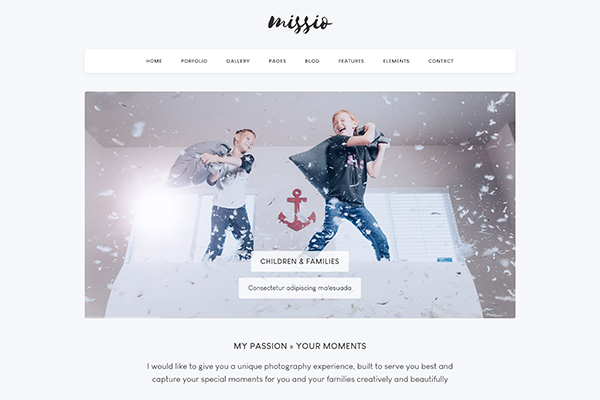 missio
HOME PORFOLIO GALLERY PAGES BLOG FEATURES ELEMENTS CONTACT
CHILDREN & FAMILIES
Consectetur adipiscing malesuada
MY PASSION = YOUR MOMENTS
I would like to give you a unique photography experience, built to serve you best and
capture your special moments for you and your families creatively and beautifully